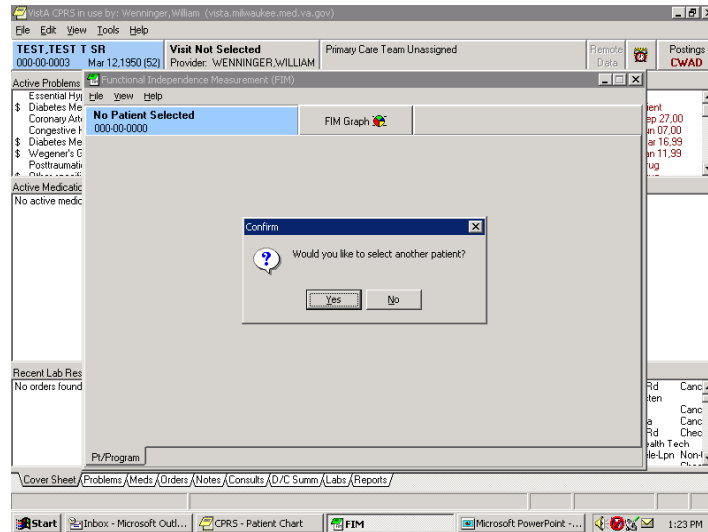 VistA CPRS in use by: Wenninger,William (vista.milwaukee.med.va.gov)
File Edit View Tools Help
TEST,TEST T SR Visit Not Selected Primary Care Team Unassigned Remote Postings
000-00-0003 Mar 12,1950 (52) Provider: WENNINGER,WILLIAM Data CWAD
Active Problems
Functional Independence Measurement (FIM)
File View Help
No Patient Selected
000-00-0000
FIM Graph
Essential Hy
$ Diabetes Me
Coronary Art
Congestive H
$ Diabetes Me
$ Wegener's G
Posttraumati
ient
ep 27,00
un 07,00
ar 16,99
an 11,99
rug
Active Medicatio
No active medic
Confirm
Would you like to select another patient?
Yes No
Recent Lab Res
No orders found
Rd Canc
ten
Canc
a Canc
Rd Chec
ealth Tech
ele-Lpn Non-
Pt/Program
Cover Sheet Problems Meds Orders Notes Consults D/C Summ Labs Reports
Start Inbox - Microsoft Outl... CPRS - Patient Chart FIM Microsoft PowerPoint -... 1:23 PM